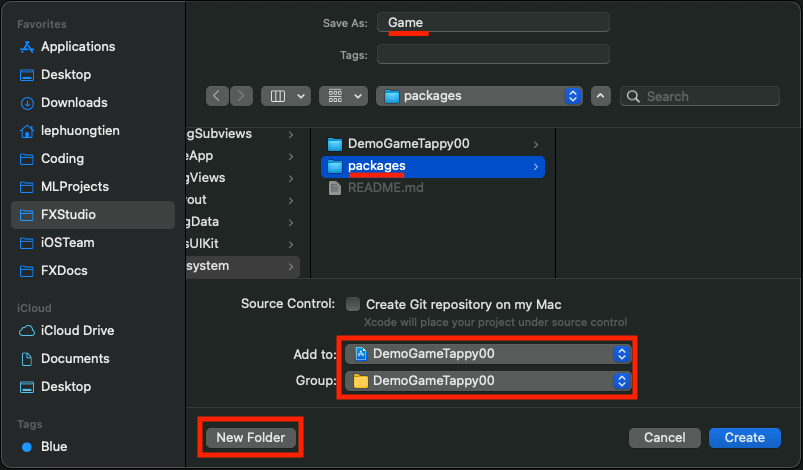 Favorites
Applications
Desktop
Downloads
lephuongtien
Coding
MLProjects
FXStudio
iOSTeam
FXDocs
iCloud
iCloud Drive
Documents
Desktop
Tags
Blue
Save As: Game
Tags:
packages
Search
gSubviews
eApp
gViews
out
gData
sUIKit
system
DemoGameTappy00
packages
README.md
Source Control: Create Git repository on my Mac
Xcode will place your project under source control
Add to: DemoGameTappy00
Group: DemoGameTappy00
New Folder
Cancel
Create